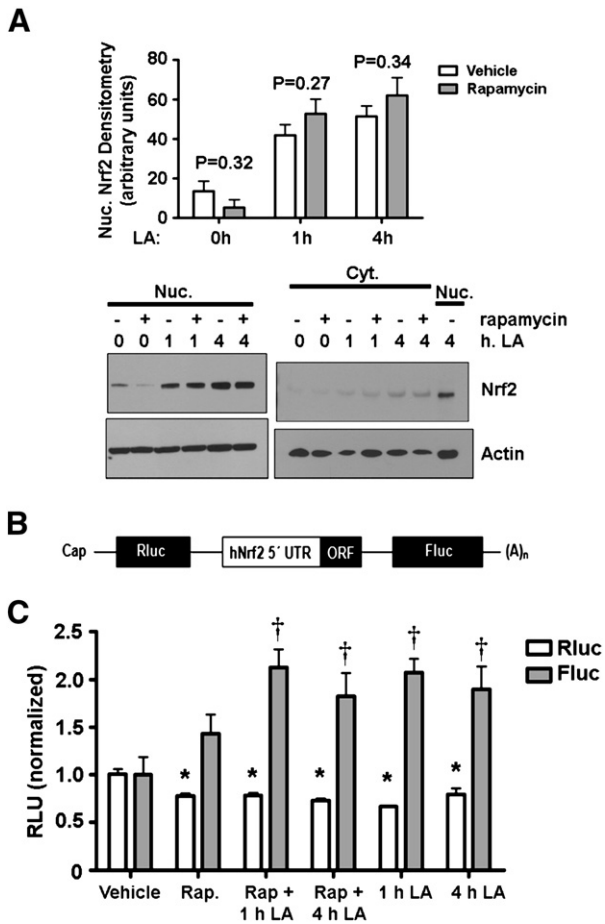 A
Nuc. Nrf2 Densitometry
(arbitrary units)
80
60
40
20
0
P=0.32
P=0.27
P=0.34
Vehicle
Rapamycin
LA: 0h 1h 4h
Nuc. Cyt. Nuc.
- + - + - + - + - + - + - rapamycin
0 0 1 1 4 4 0 0 1 1 4 4 4 h. LA
Nrf2
Actin
B
Cap Rluc hNrf2 5´ UTR ORF Fluc (A)n
C
RLU (normalized)
2.5
2.0
1.5
1.0
0.5
0
* * * * *
† † † †
Rluc
Fluc
Vehicle Rap. Rap + 1 h LA Rap + 4 h LA 1 h LA 4 h LA